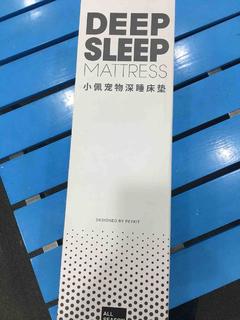 DEEP
SLEEP
MATTRESS
小佩宠物深睡床垫
DESIGNED BY PETKIT
ALL
SEASON